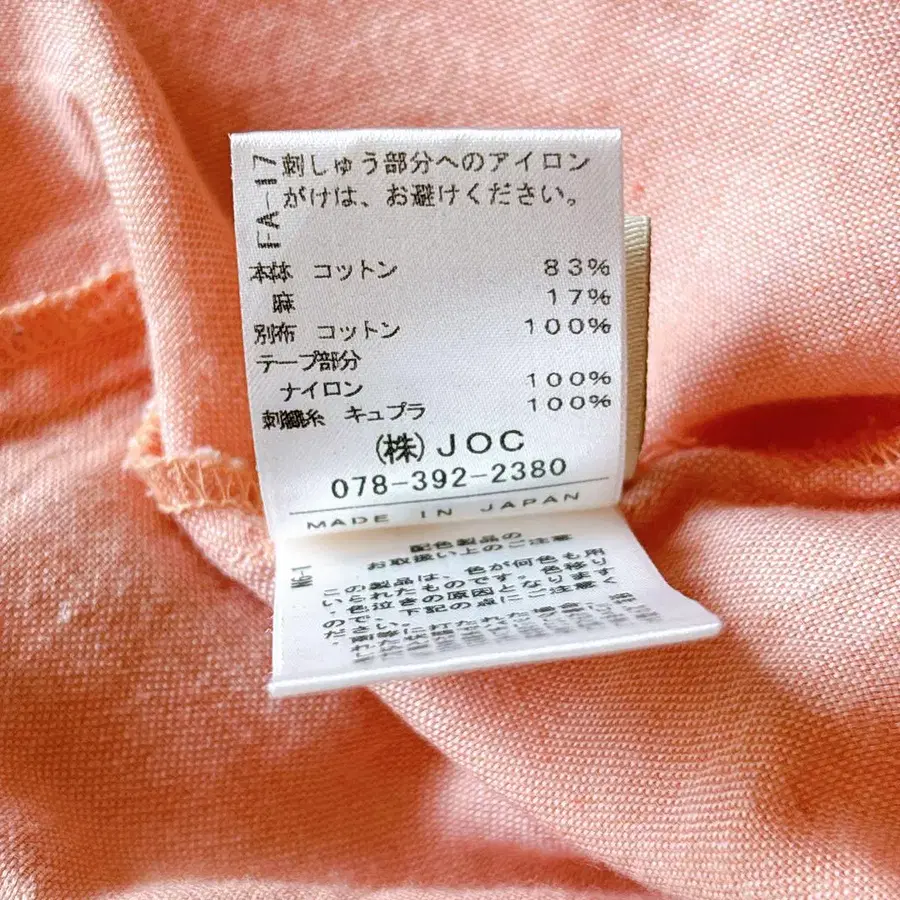 FA-17
刺しゅう部分へのアイロン
がけは、お避けください。
本体 コットン 83%
麻 17%
別布 コットン 100%
テープ部分
ナイロン 100%
刺繍糸 キュプラ 100%
(株)JOC
078-392-2380
MADE IN JAPAN
配色製品の
お取扱い上のご注意
この製品は、色が何色も用
いられたものです。色移り
・色泣きの原因となります
ので、下記の点にご注意く
ださい。